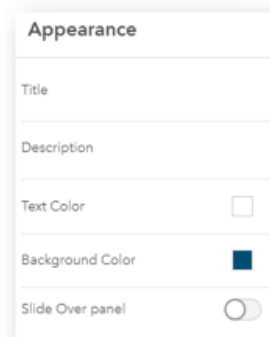 Appearance
Title
Description
Text Color
Background Color
Slide Over panel